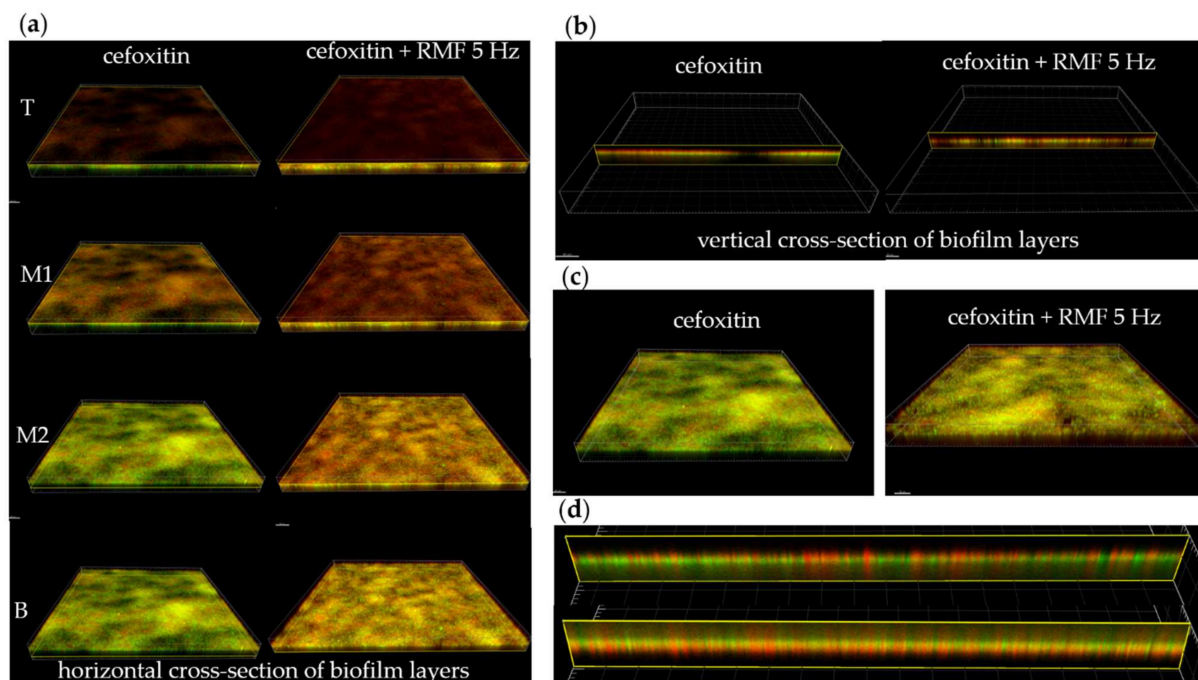 (a)
cefoxitin
cefoxitin + RMF 5 Hz
T
M1
M2
B
horizontal cross-section of biofilm layers
(b)
cefoxitin
cefoxitin + RMF 5 Hz
vertical cross-section of biofilm layers
(c)
cefoxitin
cefoxitin + RMF 5 Hz
(d)